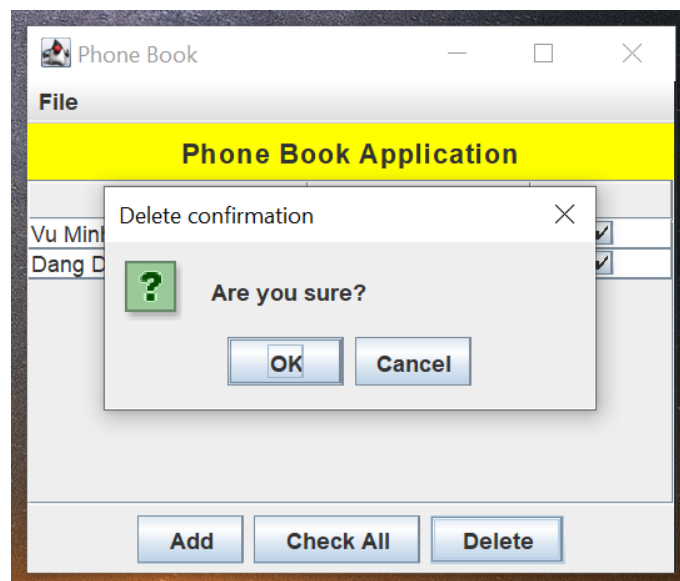 Phone Book
File
Phone Book Application
Delete confirmation
Vu
Dang
Are you sure?
OK Cancel
Add Check All Delete